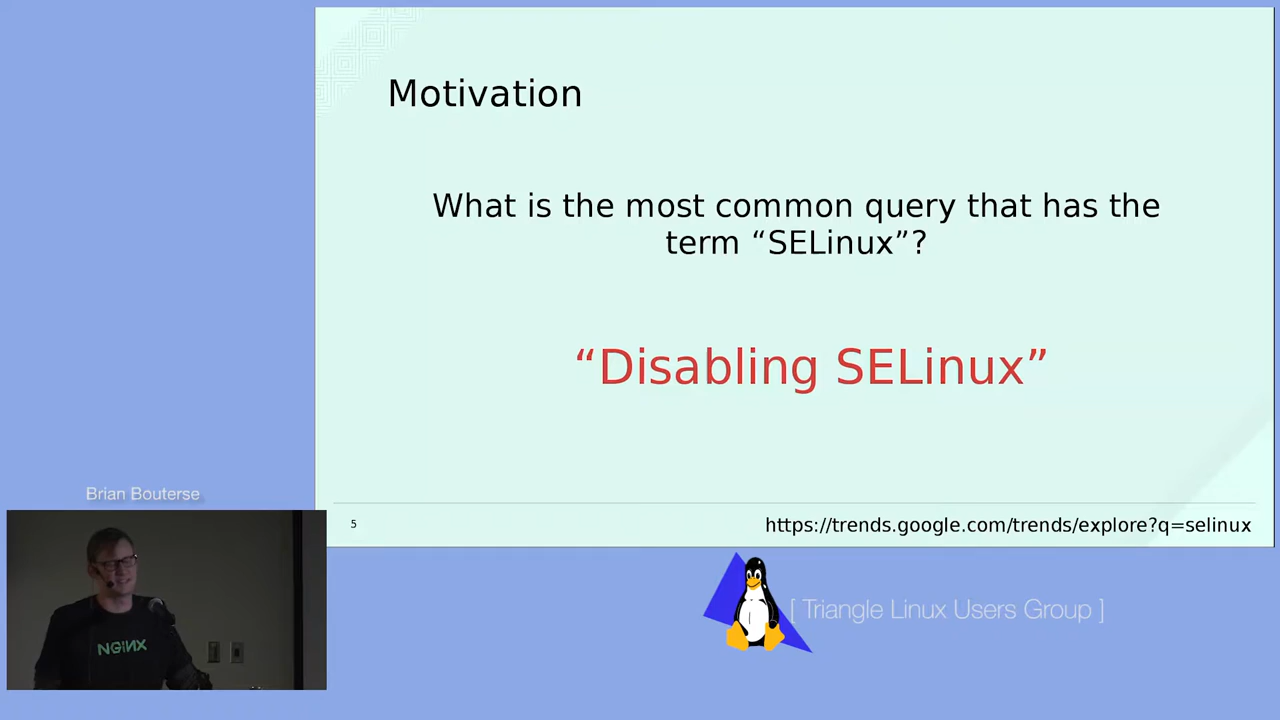 Motivation
What is the most common query that has the
term “SELinux”?
“Disabling SELinux”
5
https://trends.google.com/trends/explore?q=selinux
Brian Bouterse
NGINX
[ Triangle Linux Users Group ]